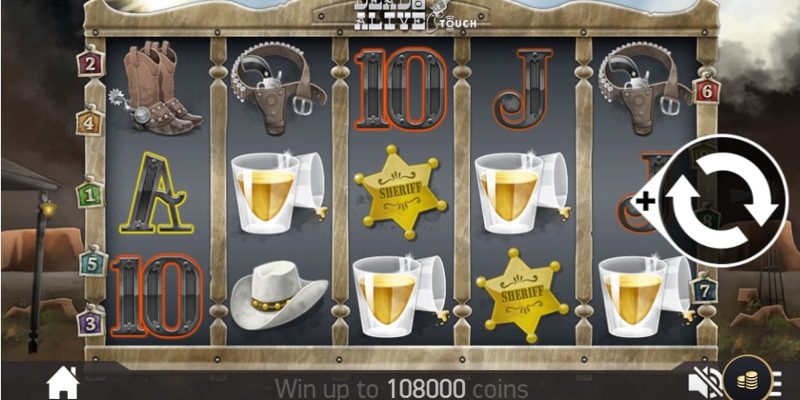 DEAD OR
ALIVE TOUCH
2 10 J 6
4
SHERIFF
1 A J 8
5
10 SHERIFF 7
3
Win up to 108000 coins